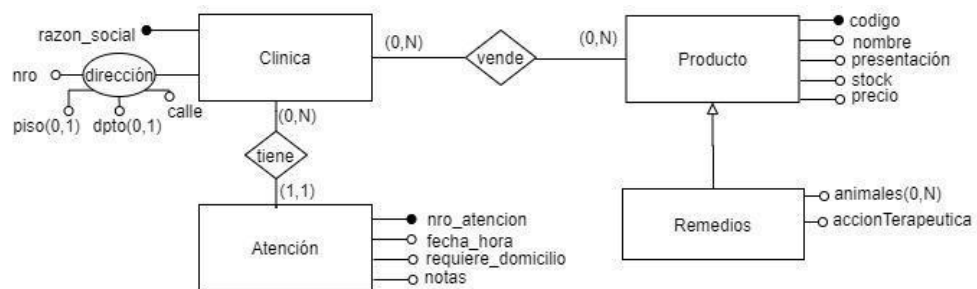 razon_social
nro
dirección
piso(0,1)
dpto(0,1)
calle
Clinica
(0,N)
vende
(0,N)
Producto
codigo
nombre
presentación
stock
precio
(0,N)
tiene
(1,1)
Atención
nro_atencion
fecha_hora
requiere_domicilio
notas
Remedios
animales(0,N)
accionTerapeutica